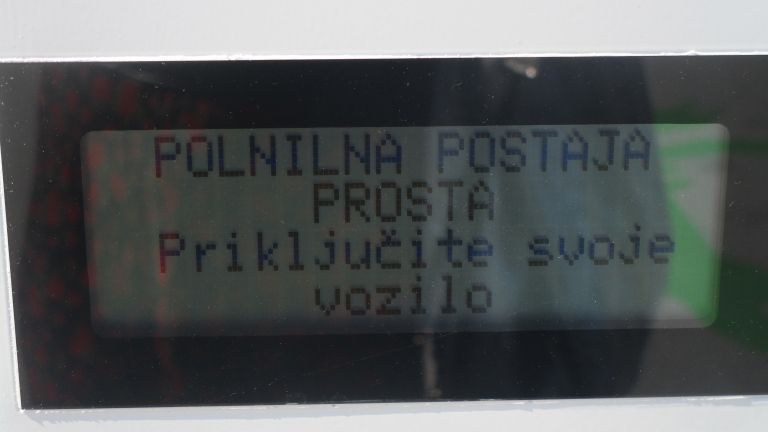 POLNILNA POSTAJA
PROSTA
Priključite svoje
vozilo